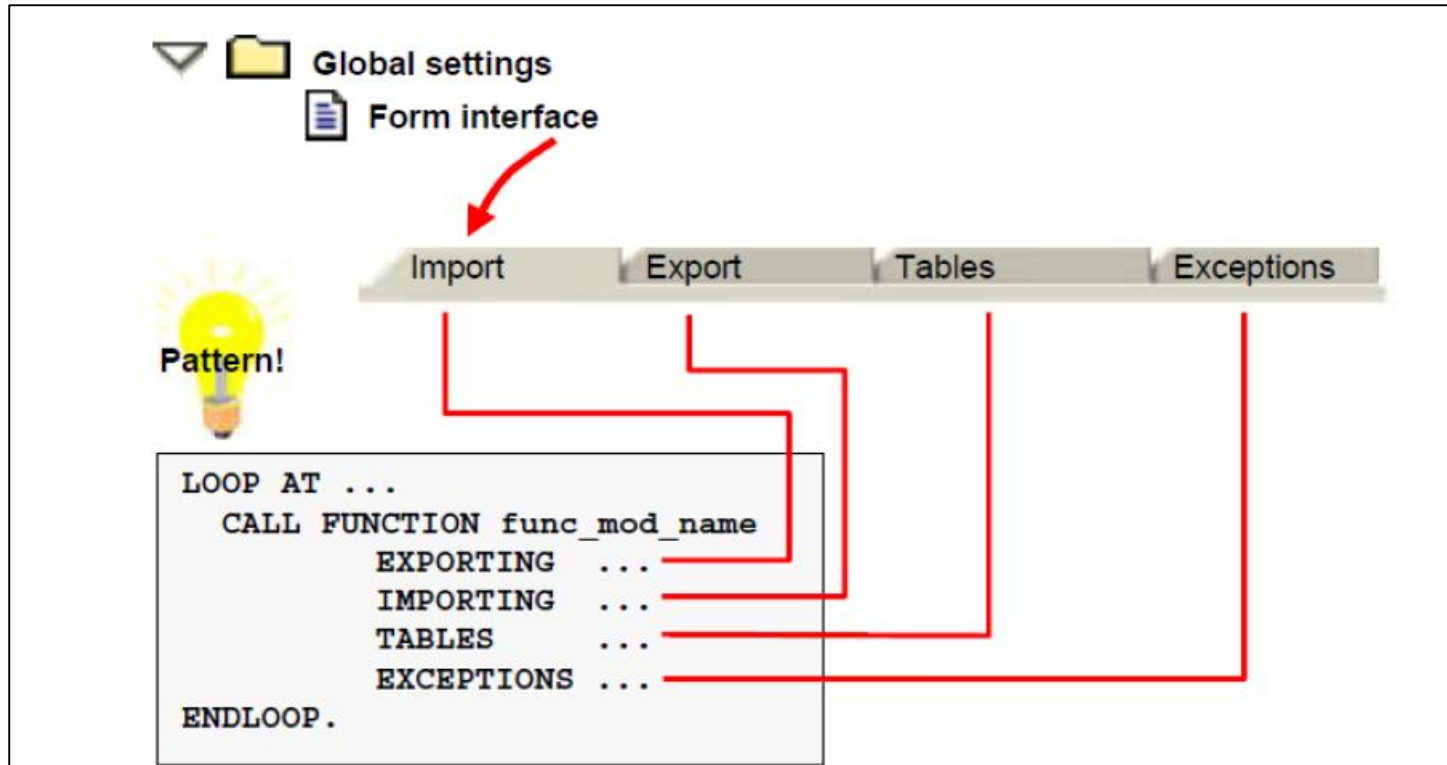 Global settings
Form interface
Import Export Tables Exceptions
Pattern!
LOOP AT ...
CALL FUNCTION func_mod_name
EXPORTING ...
IMPORTING ...
TABLES ...
EXCEPTIONS ...
ENDLOOP.